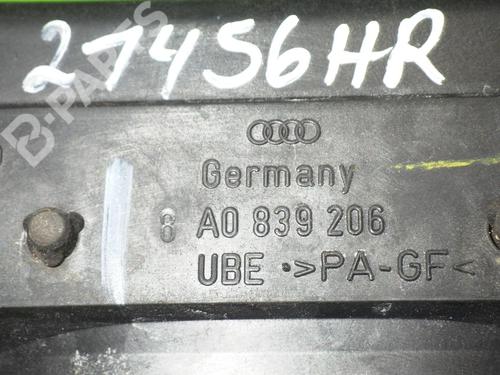 27456HR
B-PARTS
Germany
8 A0 839 206
UBE •>PA-GF<